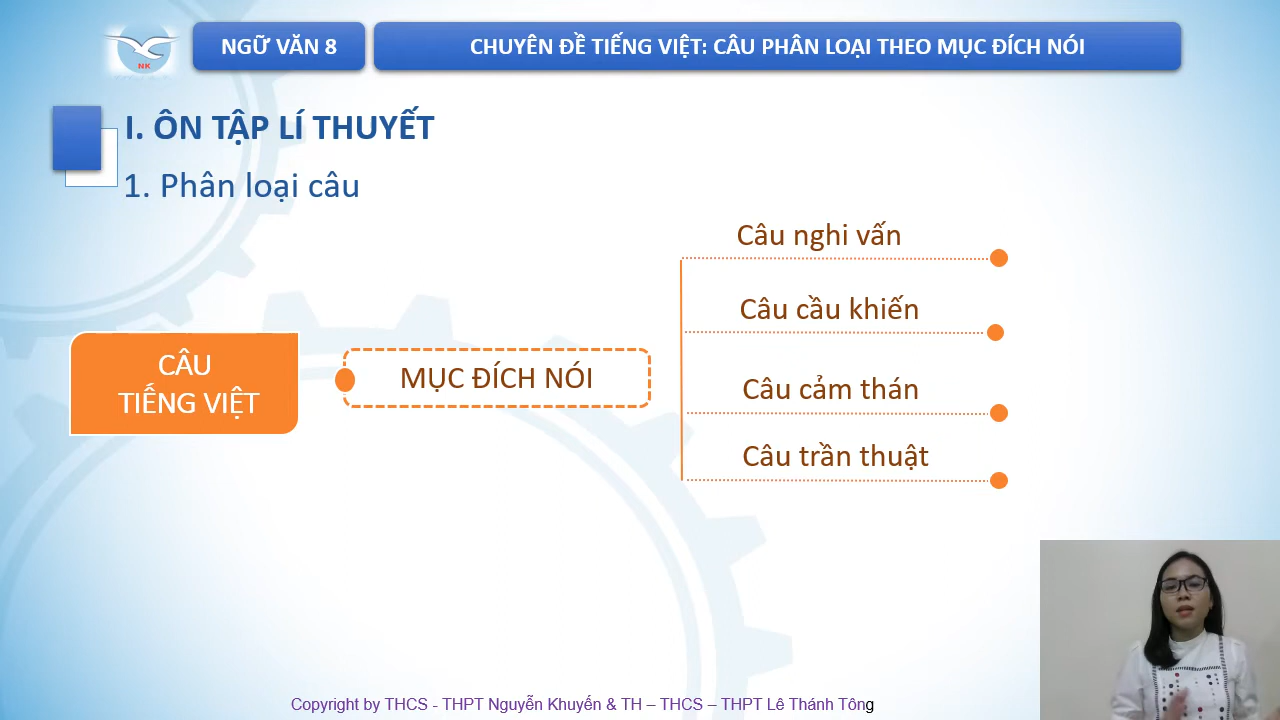 NK
NGỮ VĂN 8
CHUYÊN ĐỀ TIẾNG VIỆT: CÂU PHÂN LOẠI THEO MỤC ĐÍCH NÓI
I. ÔN TẬP LÍ THUYẾT
1. Phân loại câu
CÂU
TIẾNG VIỆT
MỤC ĐÍCH NÓI
Câu nghi vấn
Câu cầu khiến
Câu cảm thán
Câu trần thuật
Copyright by THCS - THPT Nguyễn Khuyến & TH – THCS – THPT Lê Thánh Tông